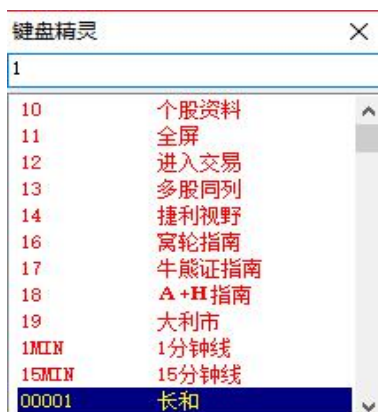 键盘精灵
1
10 个股资料
11 全屏
12 进入交易
13 多股同列
14 捷利视野
16 窝轮指南
17 牛熊证指南
18 A+H指南
19 大利市
1MIN 1分钟线
15MIN 15分钟线
00001 长和